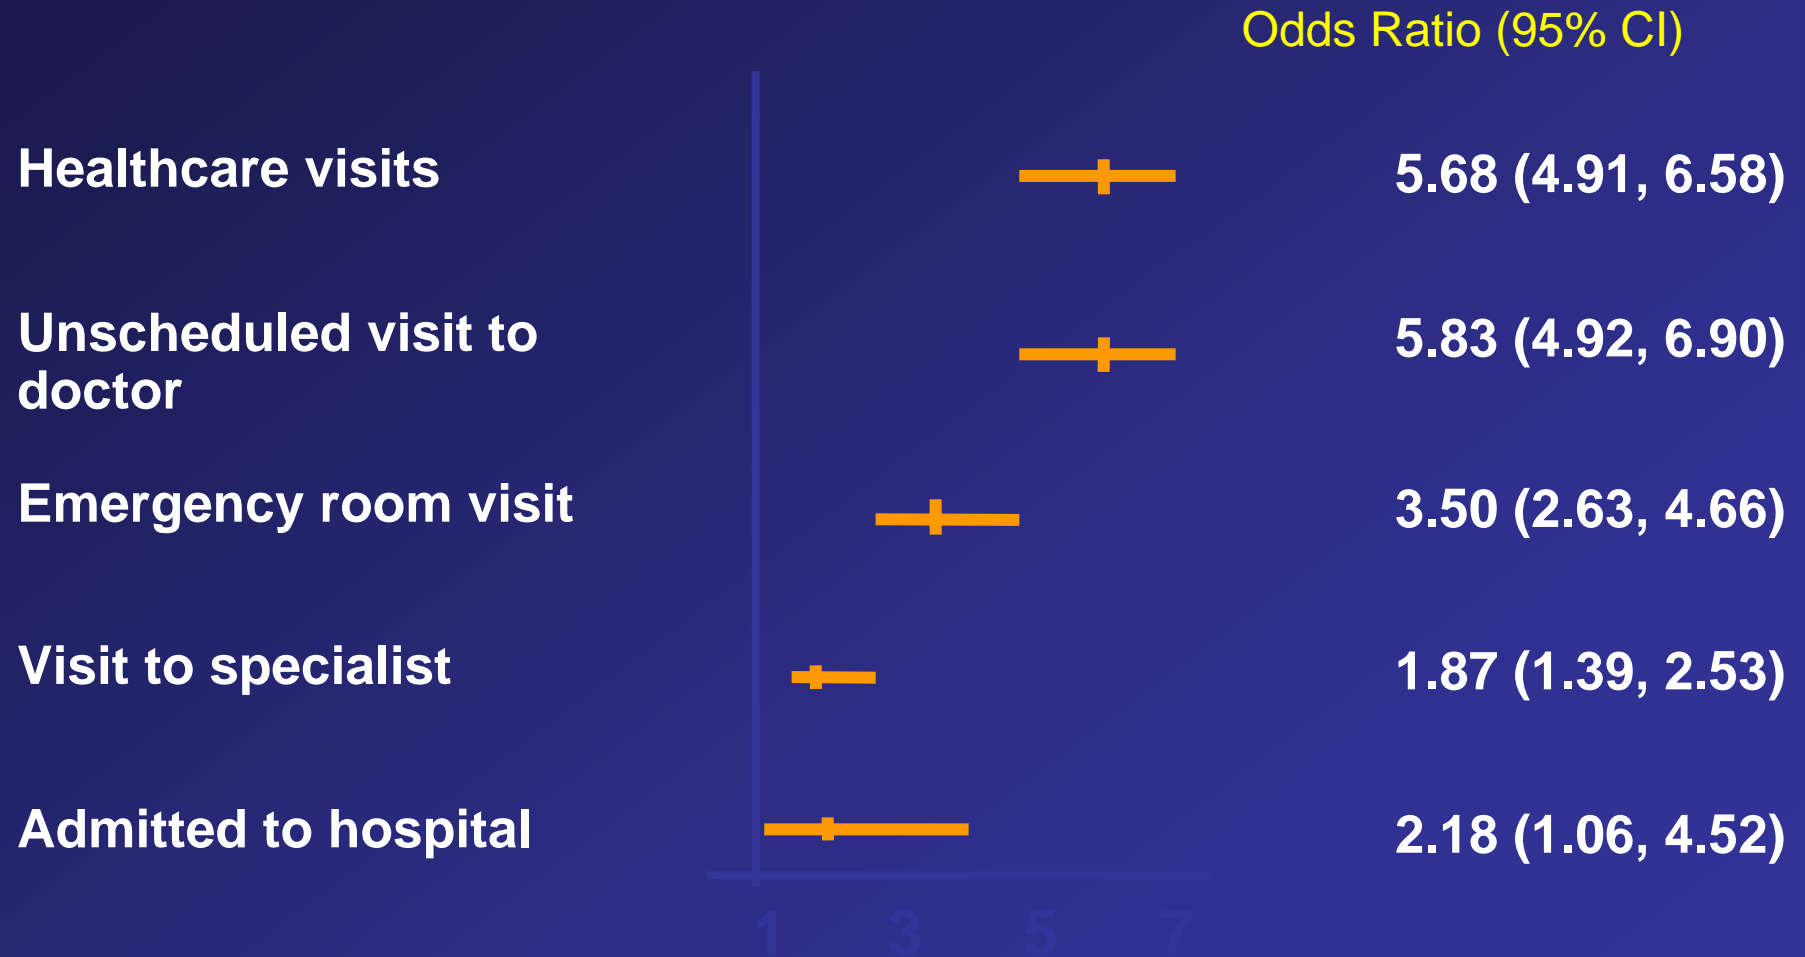 Odds Ratio (95% CI)
Healthcare visits
5.68 (4.91, 6.58)
Unscheduled visit to
doctor
5.83 (4.92, 6.90)
Emergency room visit
3.50 (2.63, 4.66)
Visit to specialist
1.87 (1.39, 2.53)
Admitted to hospital
2.18 (1.06, 4.52)
1 3 5 7